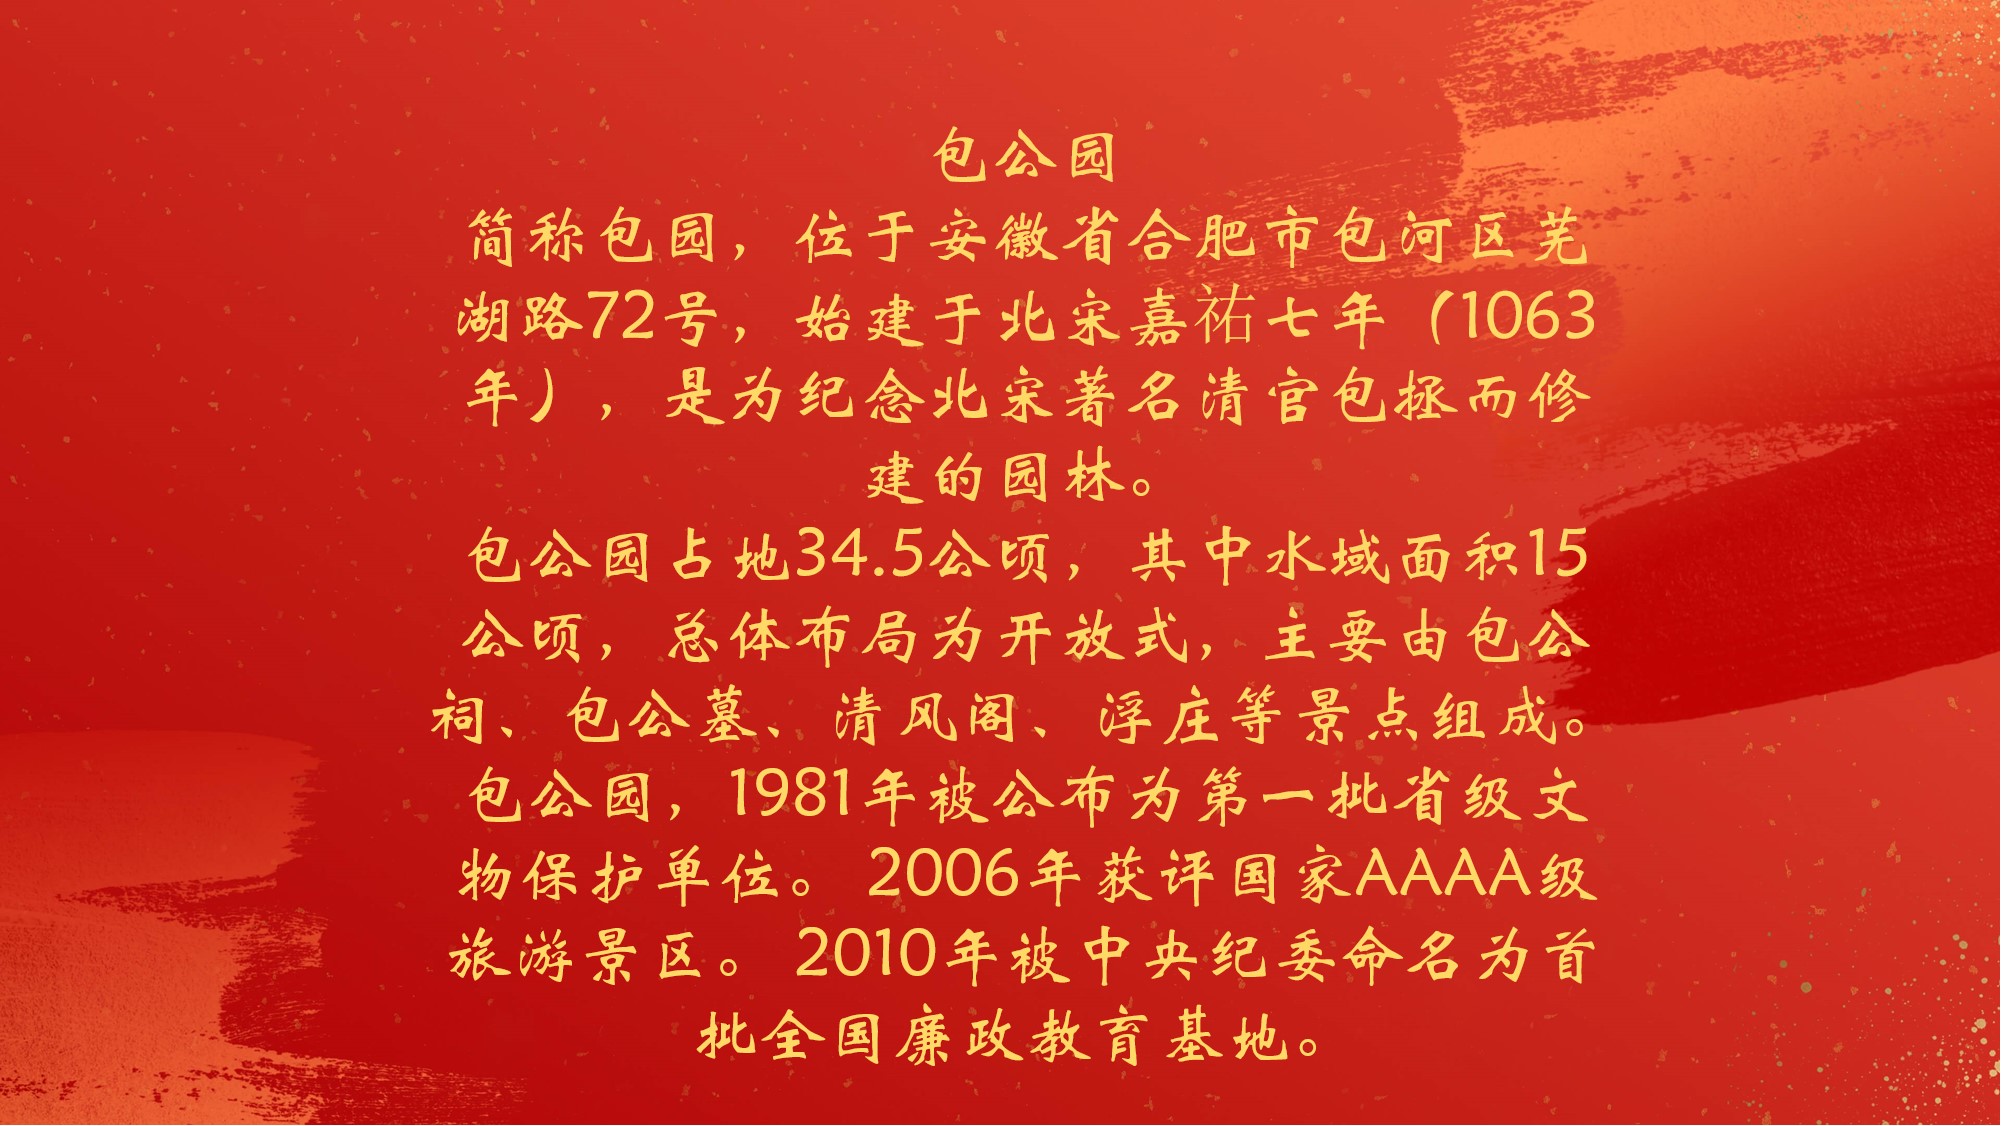 包公园
简称包园，位于安徽省合肥市包河区芜
湖路72号，始建于北宋嘉祐七年（1063
年），是为纪念北宋著名清官包拯而修
建的园林。
包公园占地34.5公顷，其中水域面积15
公顷，总体布局为开放式，主要由包公
祠、包公墓、清风阁、浮庄等景点组成。
包公园，1981年被公布为第一批省级文
物保护单位。 2006年获评国家AAAA级
旅游景区。 2010年被中央纪委命名为首
批全国廉政教育基地。